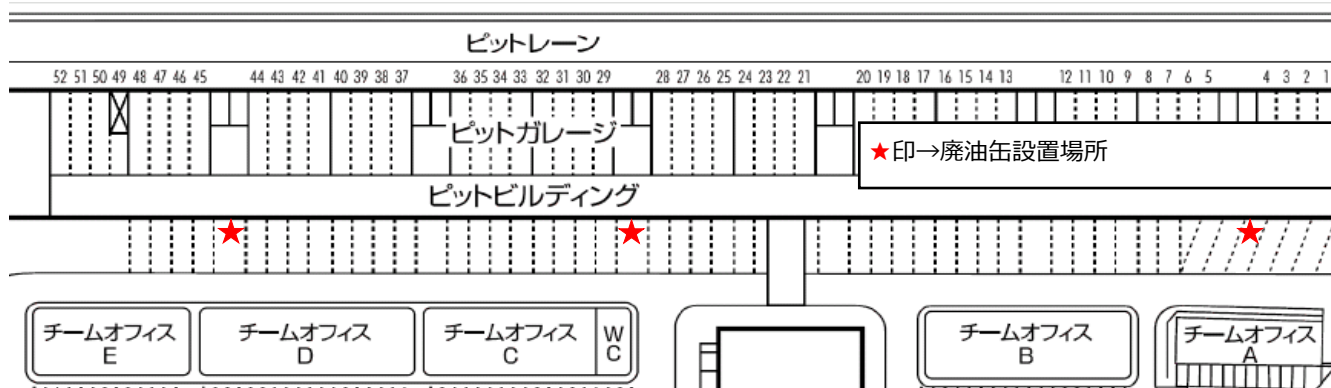 ピットレーン
52 51 50 49 48 47 46 45 44 43 42 41 40 39 38 37 36 35 34 33 32 31 30 29 28 27 26 25 24 23 22 21 20 19 18 17 16 15 14 13 12 11 10 9 8 7 6 5 4 3 2 1
ピットガレージ
★印→廃油缶設置場所
ピットビルディング
チームオフィス
E
チームオフィス
D
チームオフィス
C
W
C
チームオフィス
B
チームオフィス
A